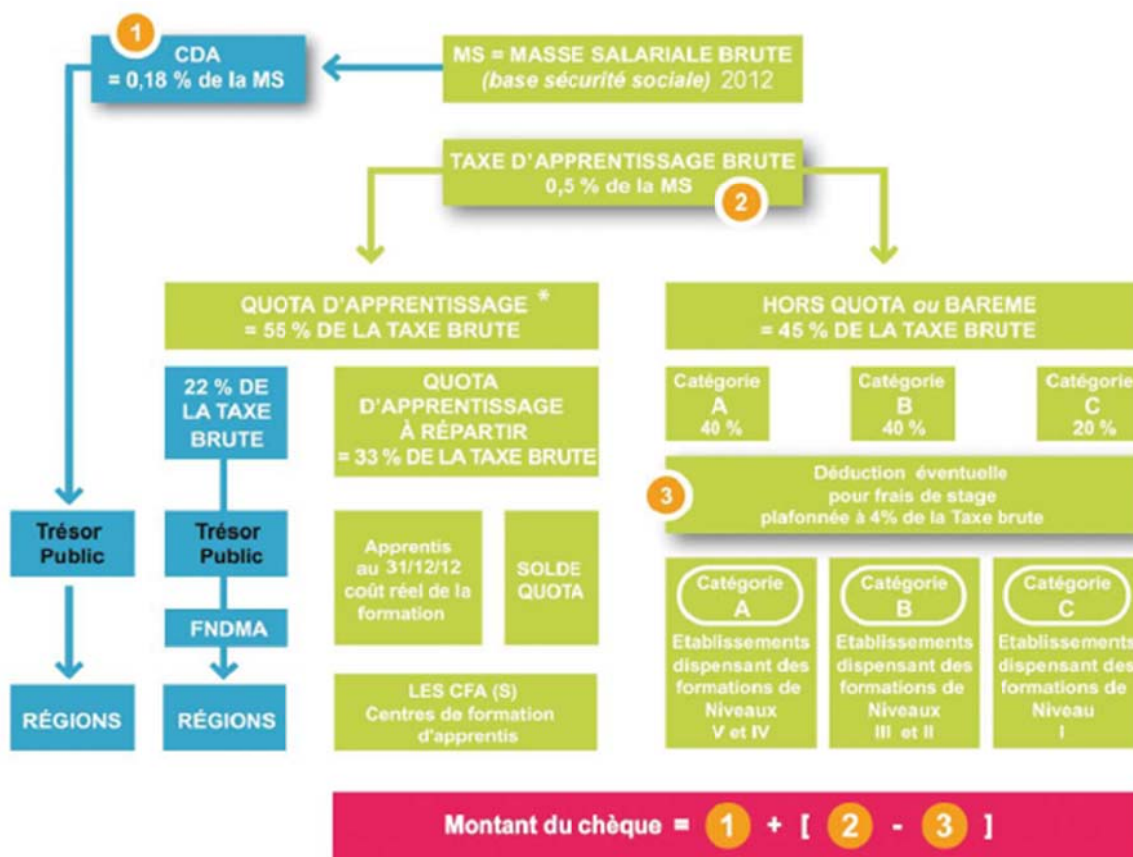 1
CDA
= 0,18 % de la MS
MS = MASSE SALARIALE BRUTE
(base sécurité sociale) 2012
TAXE D'APPRENTISSAGE BRUTE
0,5 % de la MS
2
QUOTA D'APPRENTISSAGE *
= 55 % DE LA TAXE BRUTE
HORS QUOTA ou BAREME
= 45 % DE LA TAXE BRUTE
22 % DE
LA TAXE
BRUTE
QUOTA
D'APPRENTISSAGE
À RÉPARTIR
= 33 % DE LA TAXE BRUTE
Catégorie
A
40 %
Catégorie
B
40 %
Catégorie
C
20 %
3
Déduction éventuelle
pour frais de stage
plafonnée à 4% de la Taxe brute
Trésor
Public
Trésor
Public
Apprentis
au 31/12/12
coût réel de la
formation
SOLDE
QUOTA
Catégorie
A
Etablissements
dispensant des
formations de
Niveaux
V et IV
Catégorie
B
Etablissements
dispensant des
formations de
Niveaux
III et II
Catégorie
C
Etablissements
dispensant des
formations de
Niveau
I
FNDMA
RÉGIONS
RÉGIONS
LES CFA (S)
Centres de formation
d'apprentis
Montant du chèque = 1 + [ 2 - 3 ]